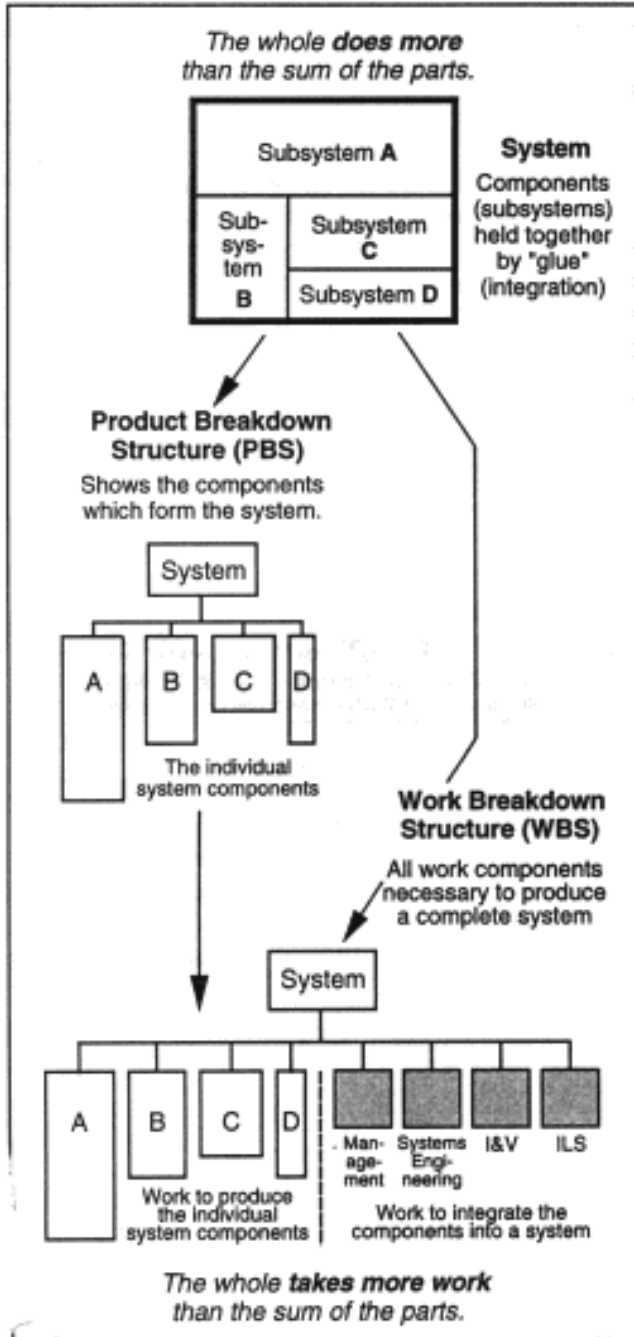 The whole does more
than the sum of the parts.
Subsystem A
Sub-
sys-
tem
B
Subsystem
C
Subsystem D
System
Components
(subsystems)
held together
by "glue"
(integration)
Product Breakdown
Structure (PBS)
Shows the components
which form the system.
System
A
B
C
D
The individual
system components
Work Breakdown
Structure (WBS)
All work components
necessary to produce
a complete system
System
A
B
C
D
Man-
age-
ment
Systems
Engi-
neering
I&V
ILS
Work to produce
the individual
system components
Work to integrate the
components into a system
The whole takes more work
than the sum of the parts.